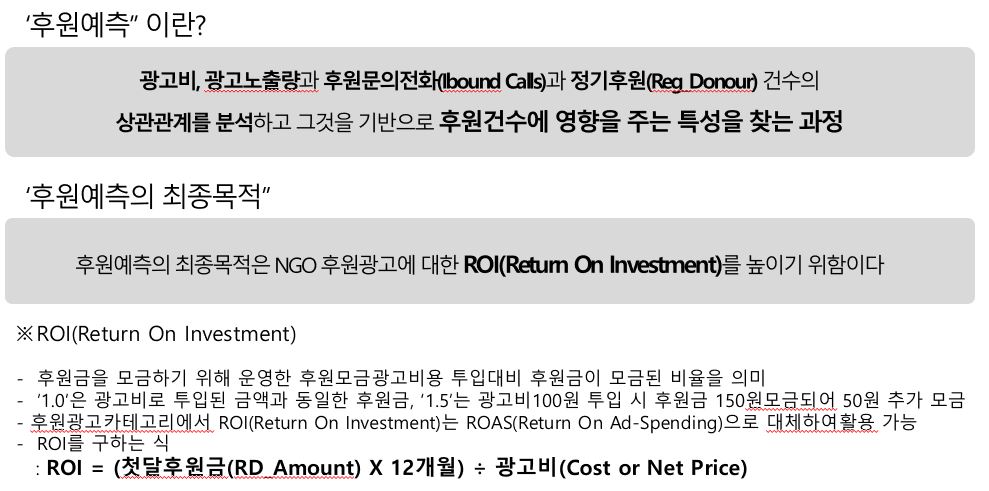 ‘후원예측” 이란?
광고비, 광고노출량과 후원문의전화(Ibound Calls)과 정기후원(Reg_Donour) 건수의
상관관계를 분석하고 그것을 기반으로 후원건수에 영향을 주는 특성을 찾는 과정
‘후원예측의 최종목적”
후원예측의 최종목적은 NGO 후원광고에 대한 ROI(Return On Investment)를 높이기 위함이다
※ROI(Return On Investment)
- 후원금을 모금하기 위해 운영한 후원모금광고비용 투입대비 후원금이 모금된 비율을 의미
- ‘1.0’은 광고비로 투입된 금액과 동일한 후원금, ‘1.5’는 광고비100원 투입 시 후원금 150원모금되어 50원 추가 모금
- 후원광고카테고리에서 ROI(Return On Investment)는 ROAS(Return On Ad-Spending)으로 대체하여활용 가능
- ROI를 구하는 식
: ROI = (첫달후원금(RD_Amount) X 12개월) ÷ 광고비(Cost or Net Price)